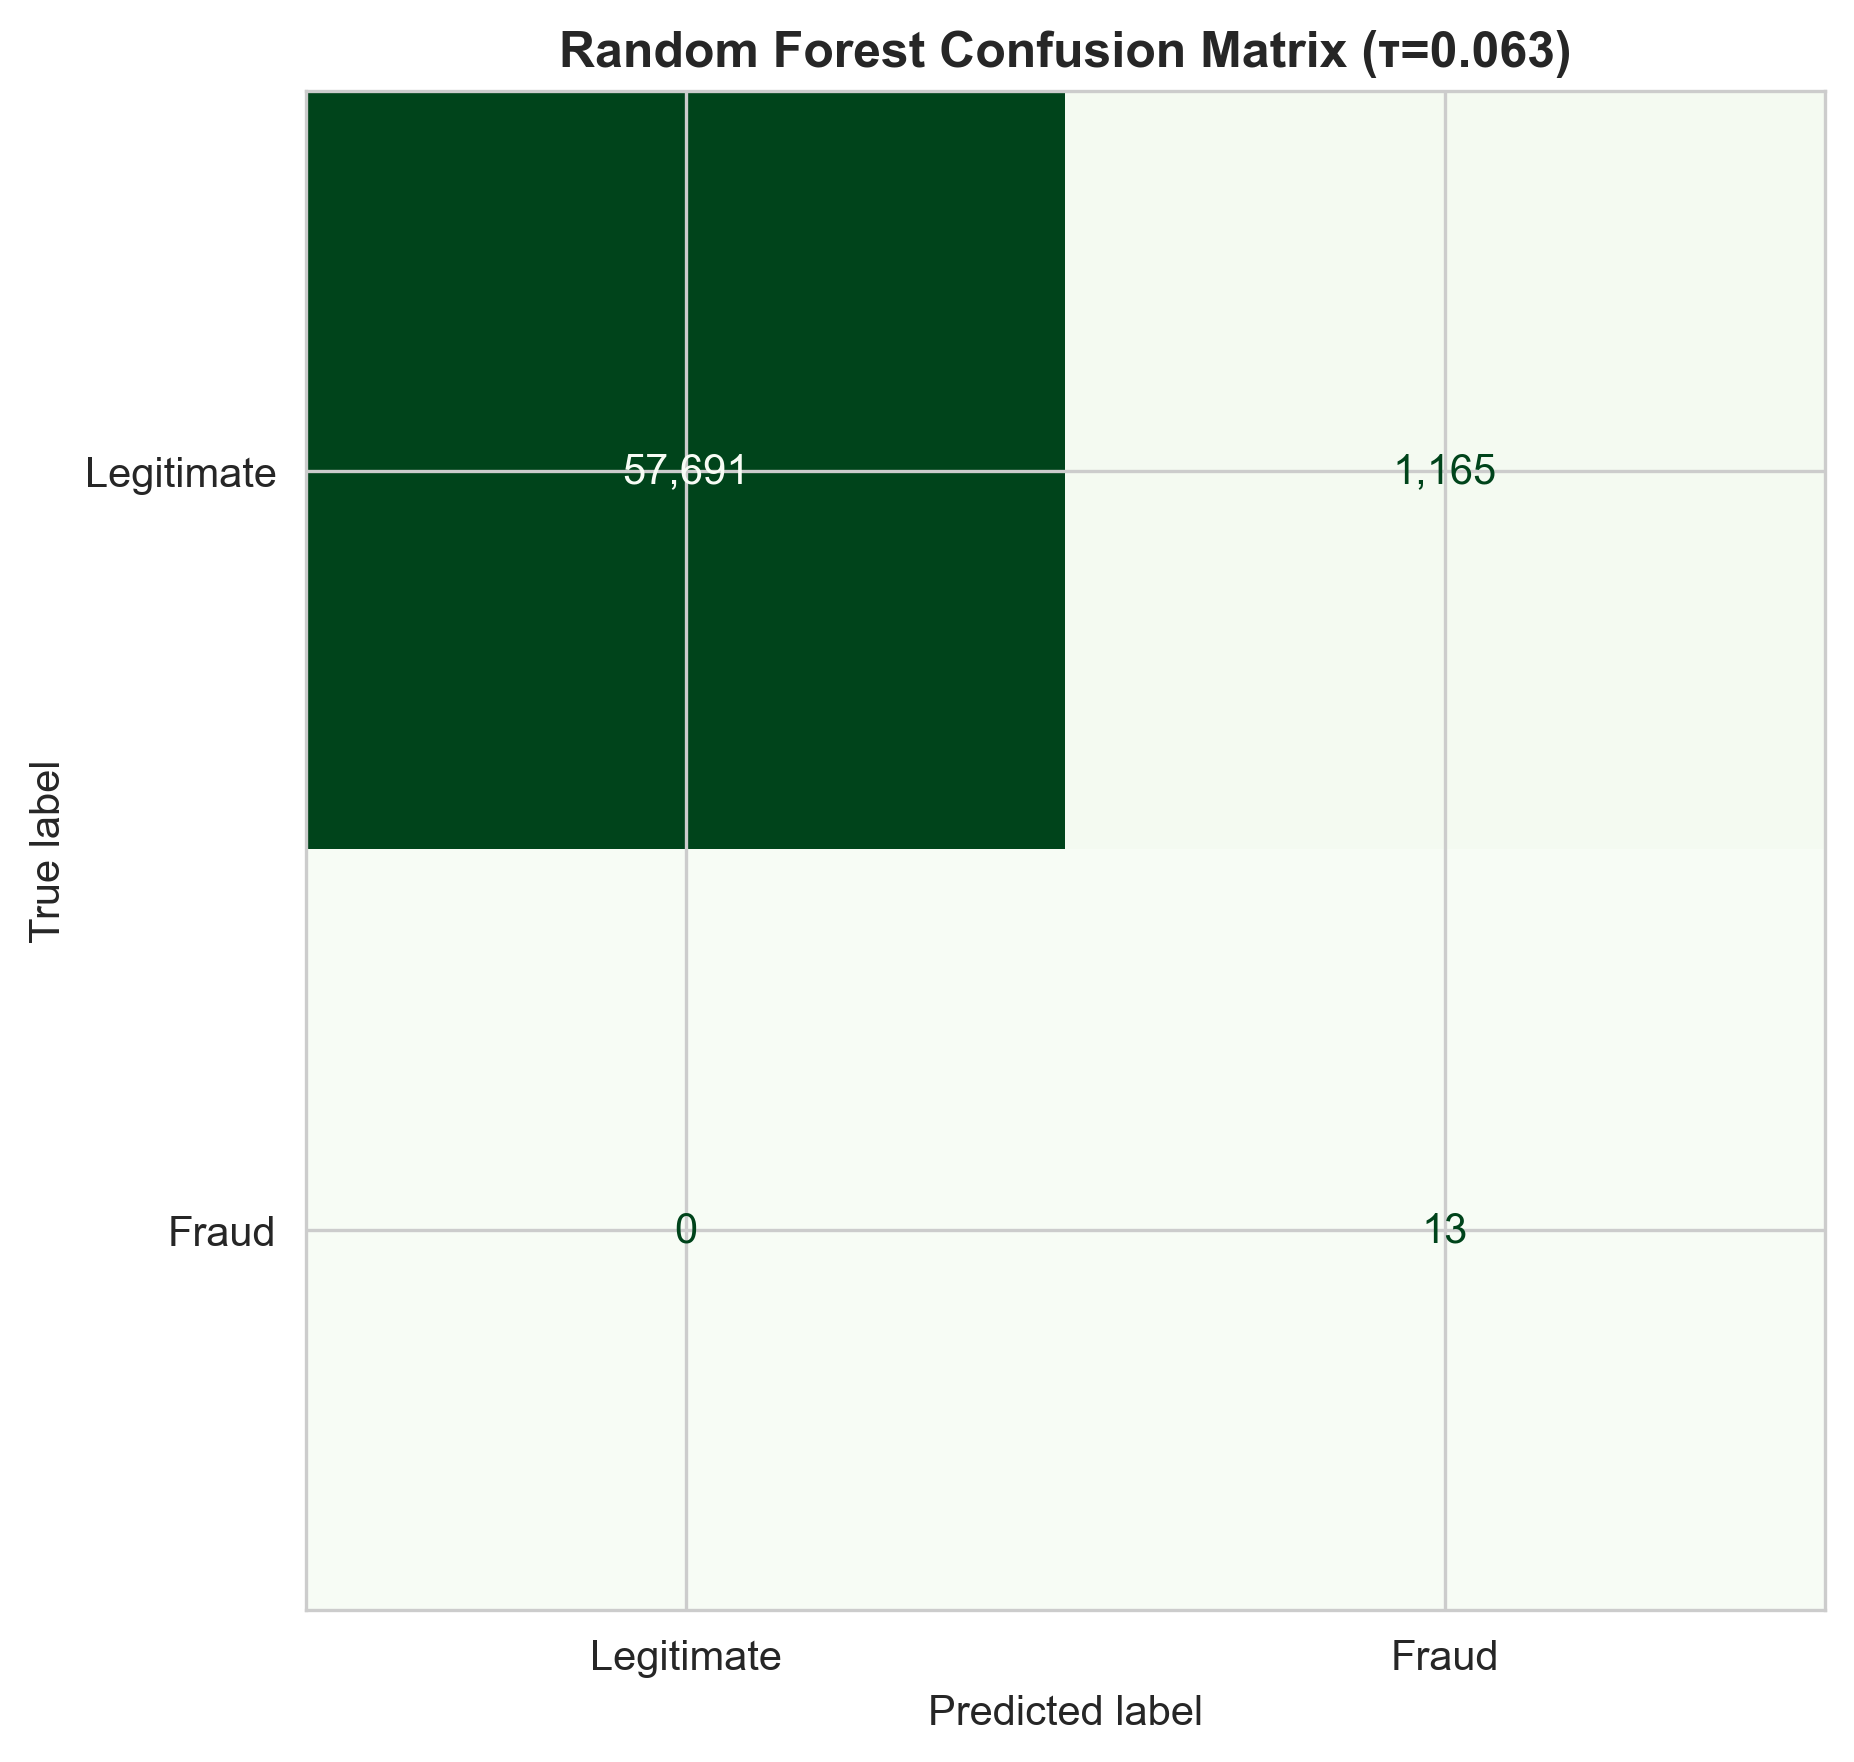 Random Forest Confusion Matrix (τ=0.063)
True label
Legitimate
57,691
1,165
Fraud
0
13
Legitimate
Fraud
Predicted label